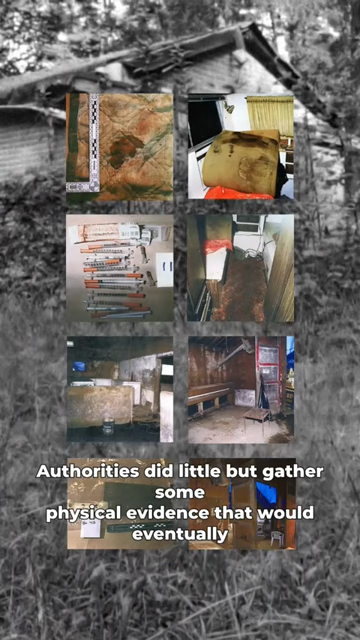 Authorities did little but gather
some
physical evidence that would
eventually